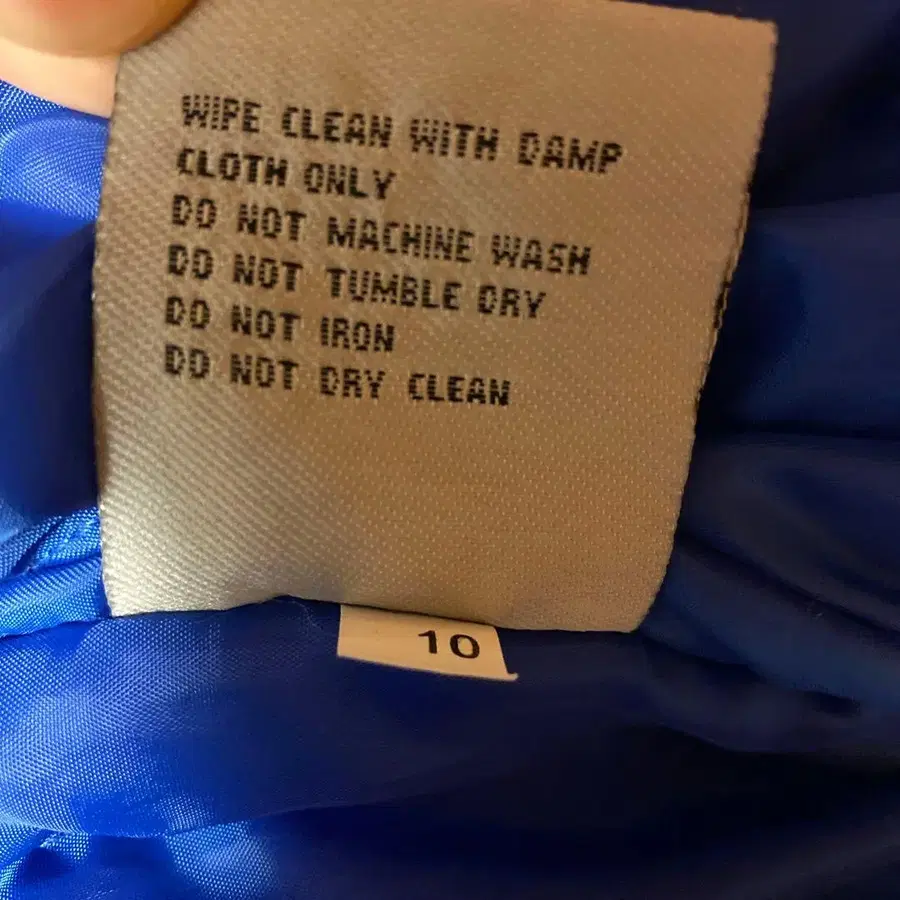 WIPE CLEAN WITH DAMP
CLOTH ONLY
DO NOT MACHINE WASH
DO NOT TUMBLE DRY
DO NOT IRON
DO NOT DRY CLEAN
10